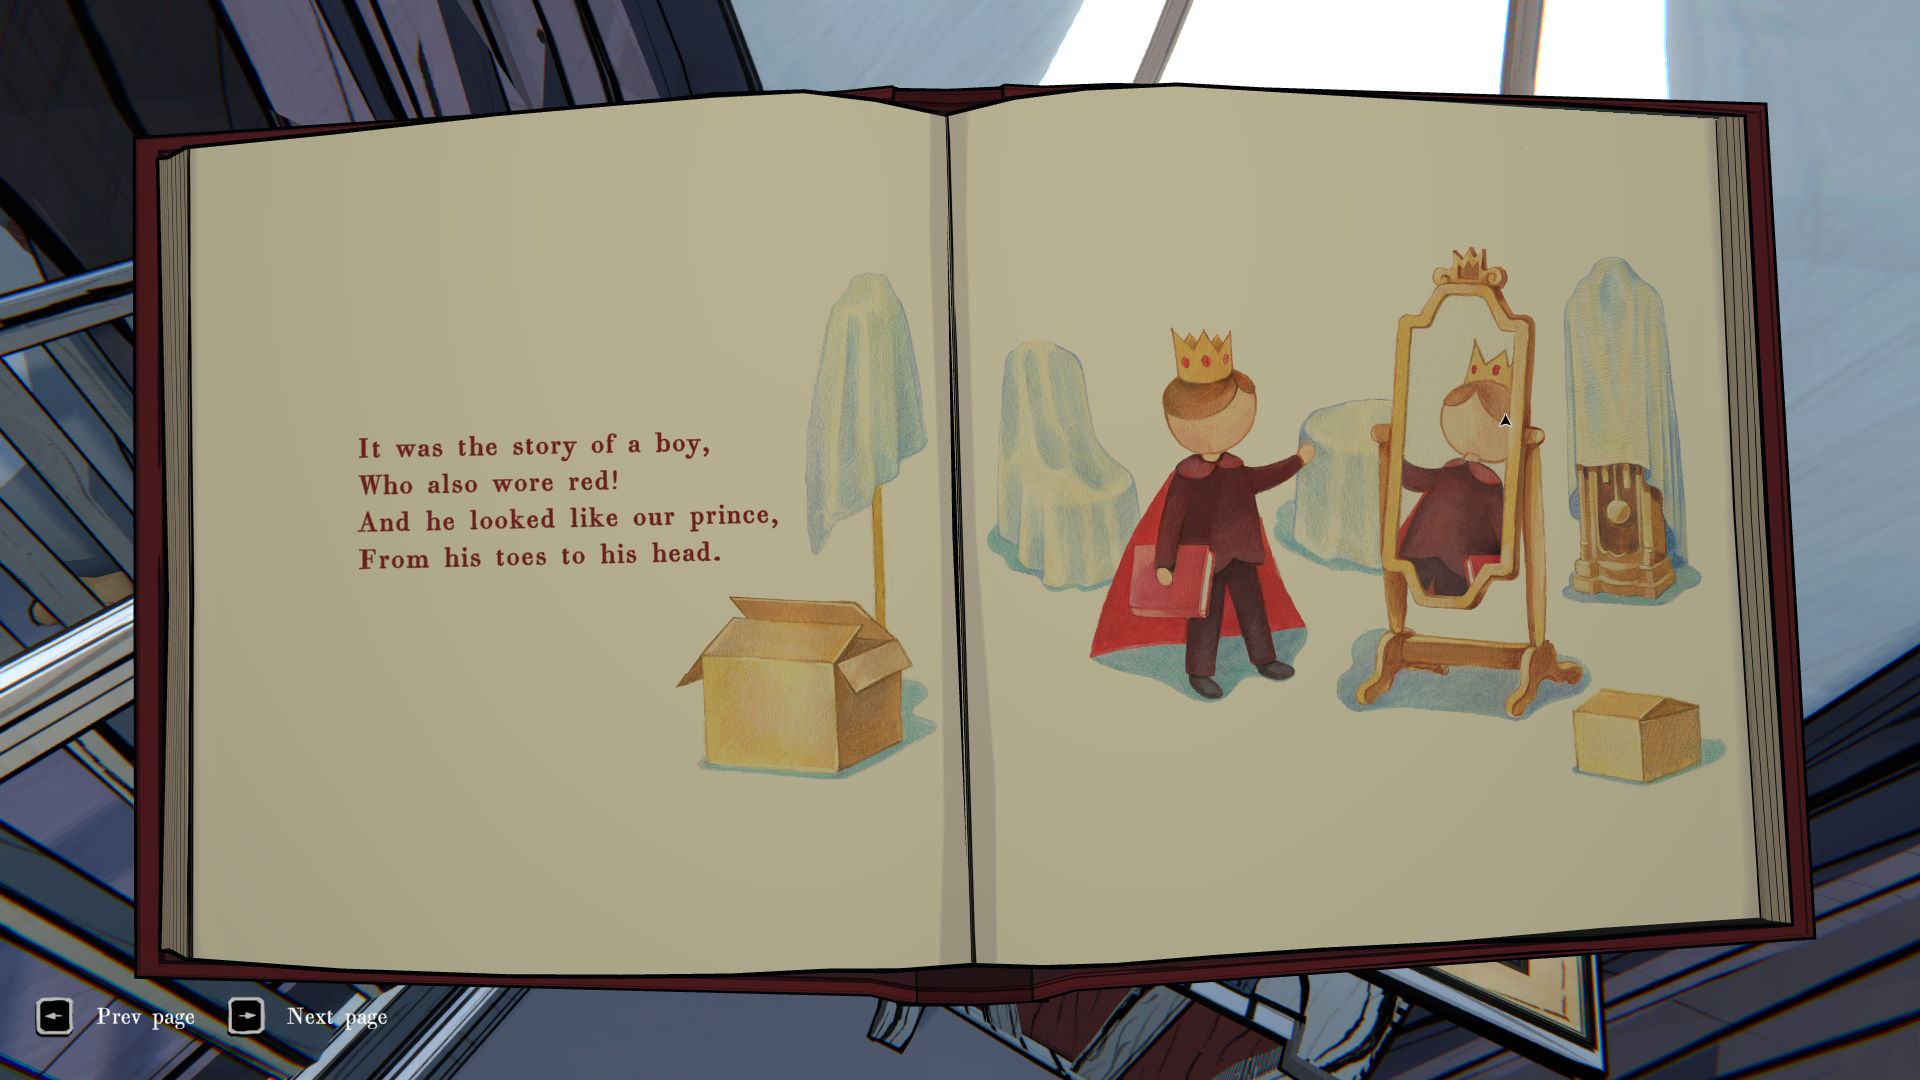 It was the story of a boy,
Who also wore red!
And he looked like our prince,
From his toes to his head.
Prev page
Next page